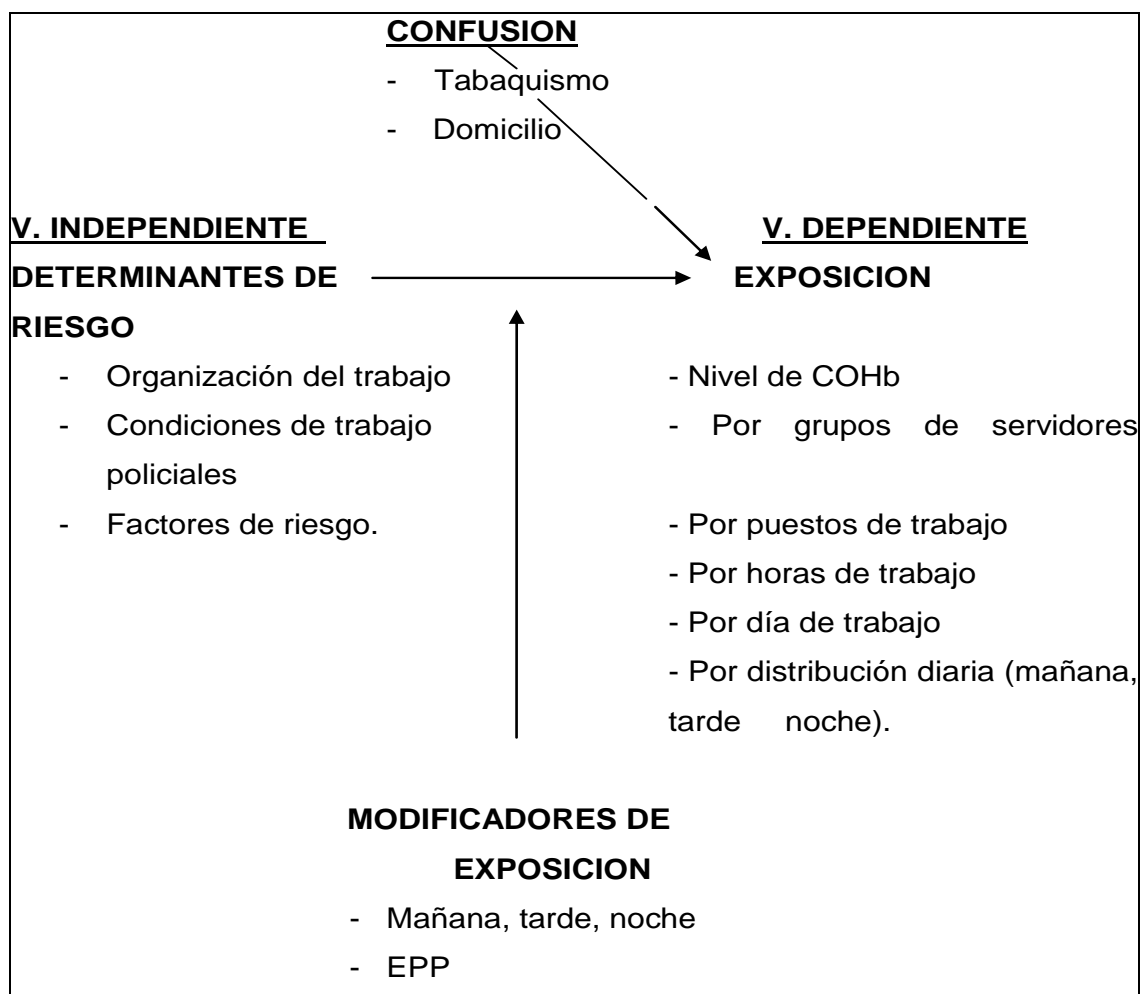 CONFUSION
- Tabaquismo
- Domicilio
V. INDEPENDIENTE
DETERMINANTES DE
RIESGO
- Organización del trabajo
- Condiciones de trabajo
policiales
- Factores de riesgo.
V. DEPENDIENTE
EXPOSICION
- Nivel de COHb
- Por grupos de servidores
- Por puestos de trabajo
- Por horas de trabajo
- Por día de trabajo
- Por distribución diaria (mañana,
tarde noche).
MODIFICADORES DE
EXPOSICION
- Mañana, tarde, noche
- EPP